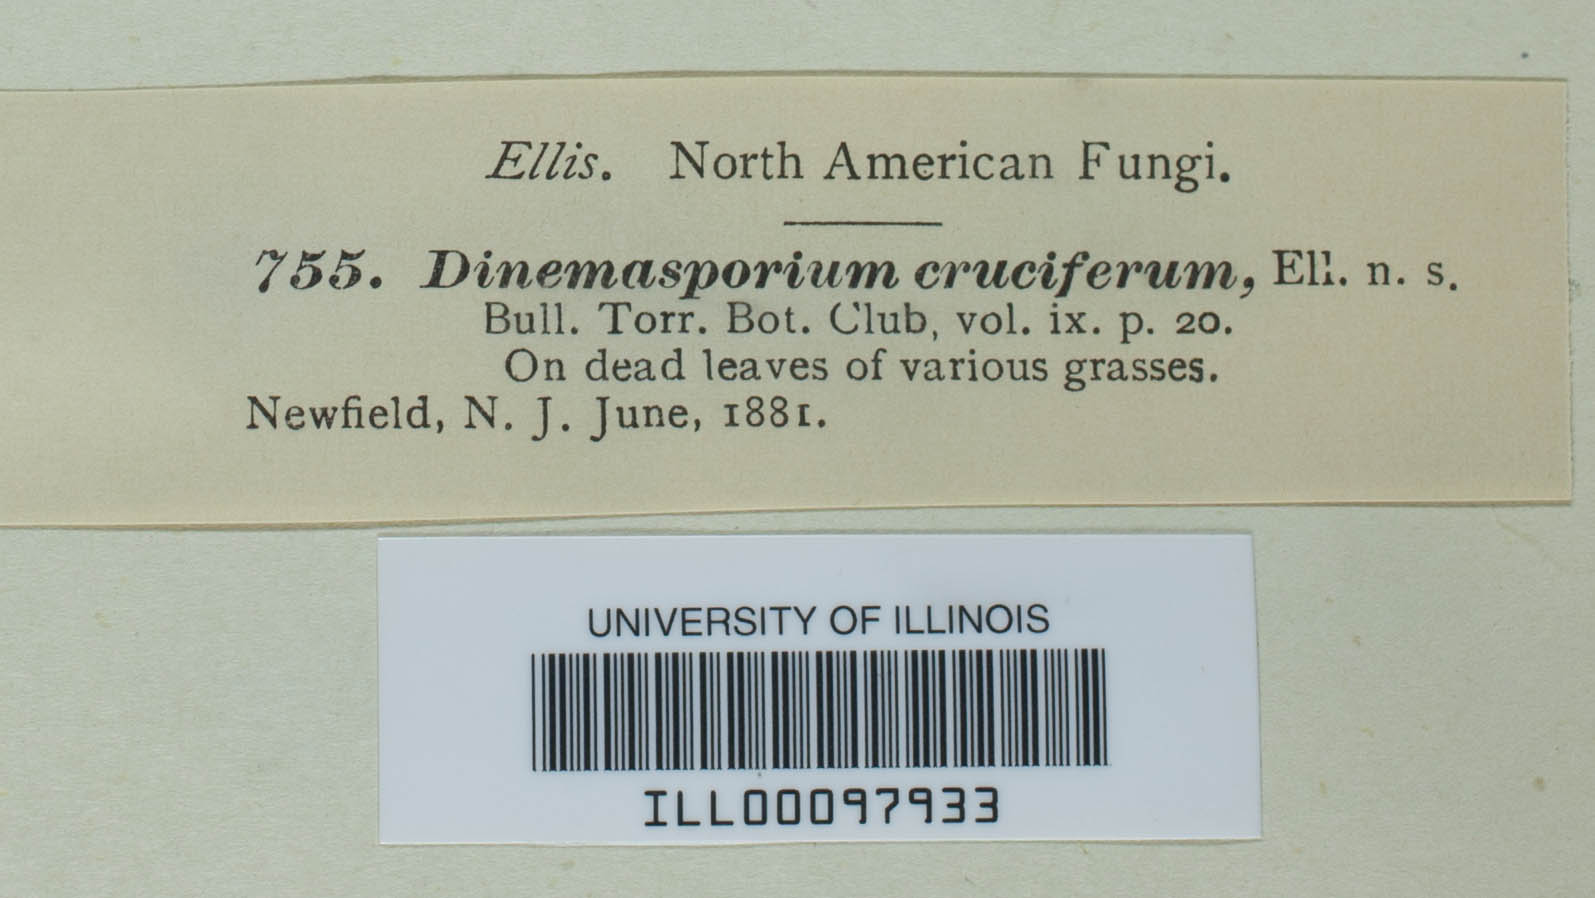 Ellis. North American Fungi.
755. Dinemasporium cruciferum, Ell. n. s.
Bull. Torr. Bot. Club, vol. ix. p. 20.
On dead leaves of various grasses.
Newfield, N. J. June, 1881.
UNIVERSITY OF ILLINOIS
ILL00097933